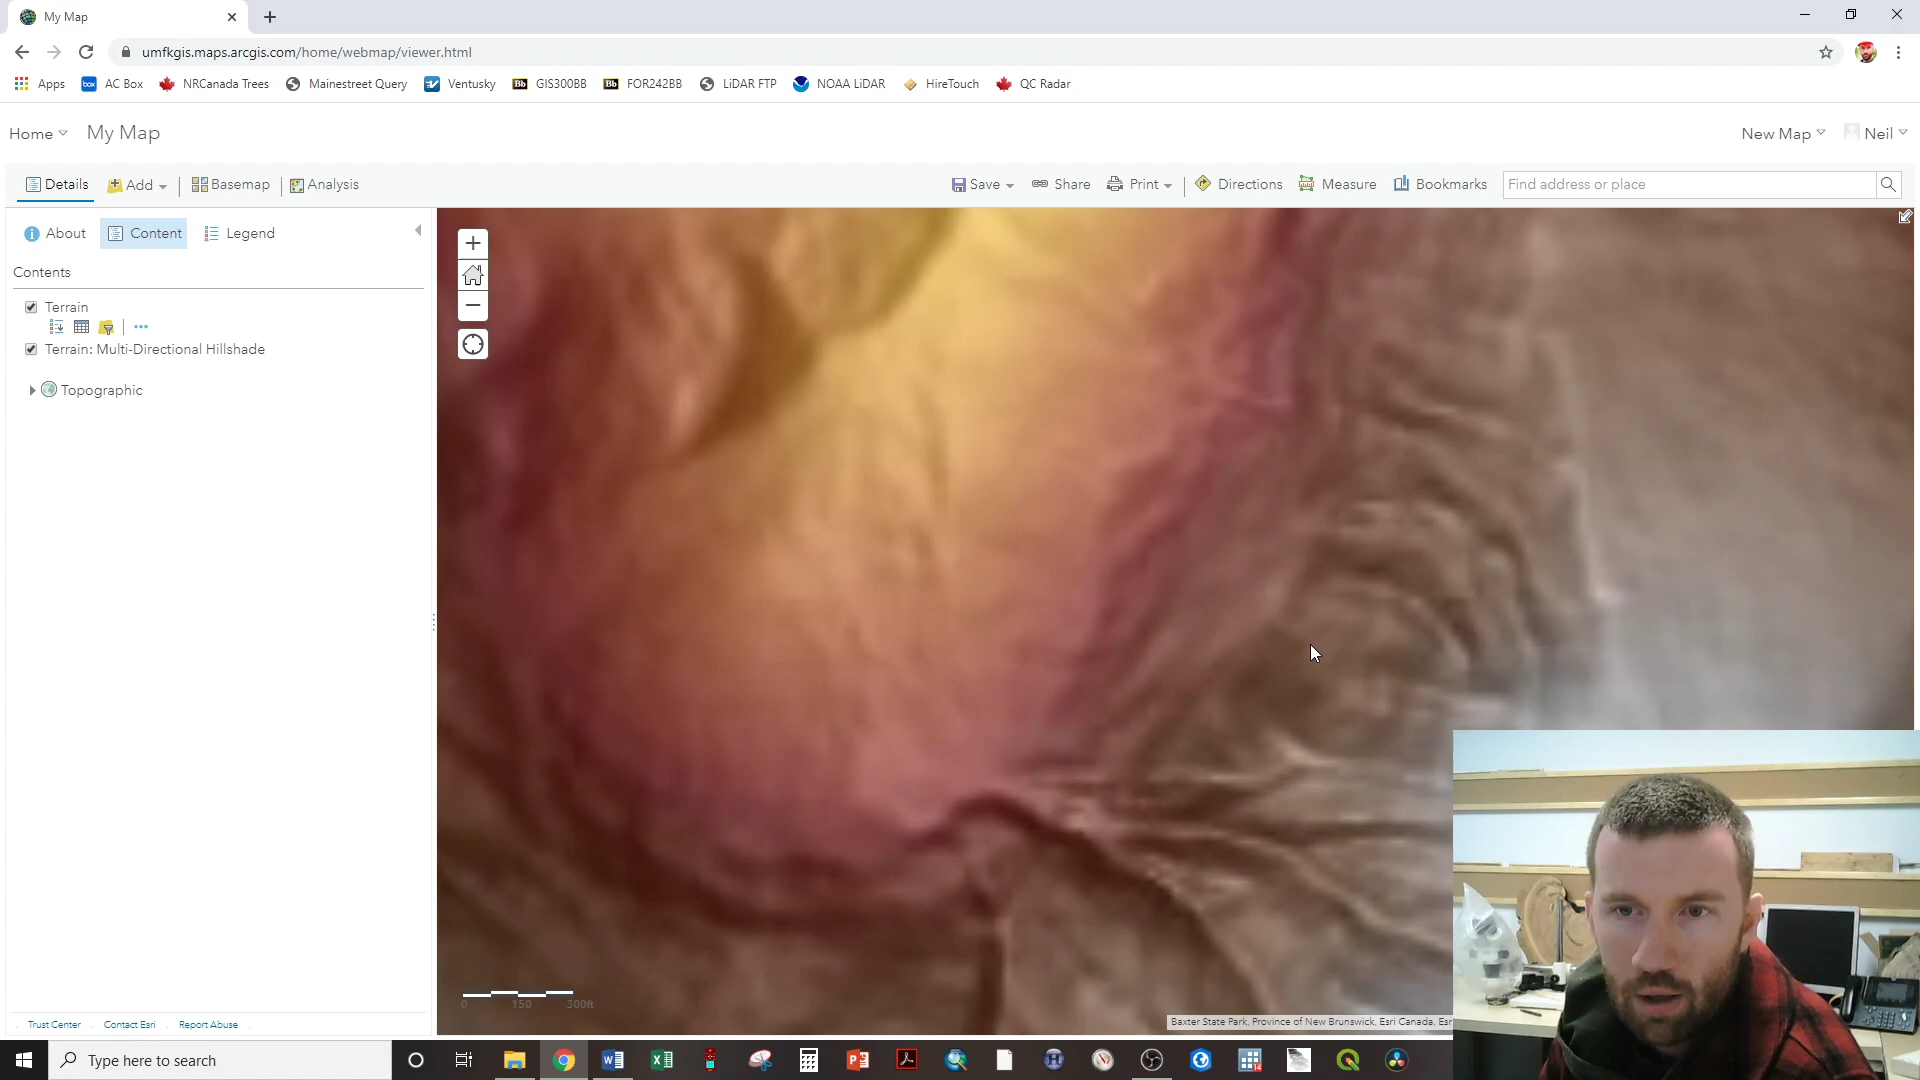 My Map
umfkgis.maps.arcgis.com/home/webmap/viewer.html
Apps AC Box NRCanada Trees Mainestreet Query Ventusky GIS300BB FOR242BB LiDAR FTP NOAA LiDAR HireTouch QC Radar
Home My Map New Map Neil
Details Add Basemap Analysis Save Share Print Directions Measure Bookmarks Find address or place
About Content Legend
Contents
Terrain
Terrain: Multi-Directional Hillshade
Topographic
0 150 300ft
Baxter State Park, Province of New Brunswick, Esri Canada, Esr
Trust Center Contact Esri Report Abuse
Type here to search